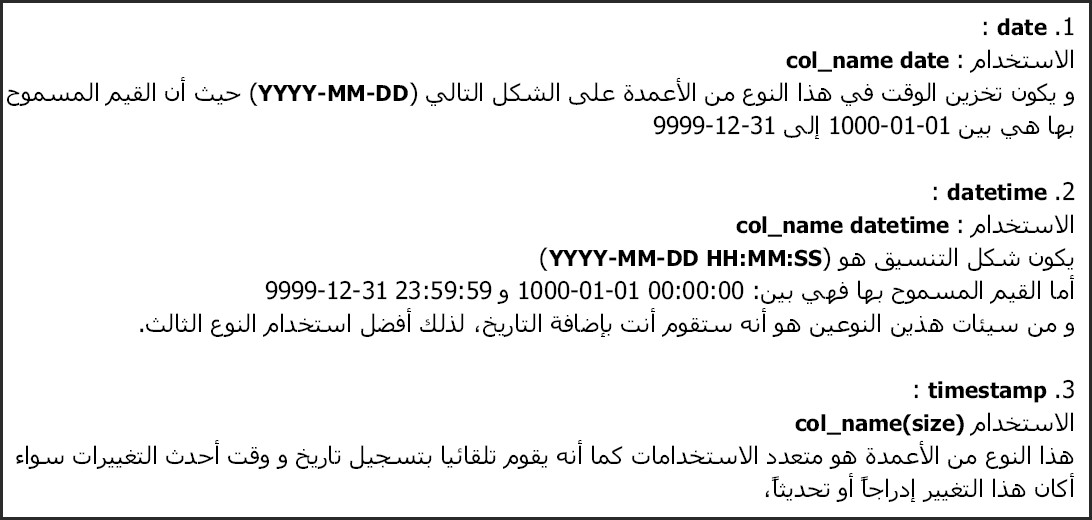 1. date :
الاستخدام : col_name date
و يكون تخزين الوقت في هذا النوع من الأعمدة على الشكل التالي (YYYY-MM-DD) حيث أن القيم المسموح
بها هي بين 1000-01-01 إلى 9999-12-31
2. datetime :
الاستخدام : col_name datetime
يكون شكل التنسيق هو (YYYY-MM-DD HH:MM:SS)
أما القيم المسموح بها فهي بين: 1000-01-01 00:00:00 و 9999-12-31 23:59:59
و من سيئات هذين النوعين هو أنه ستقوم أنت بإضافة التاريخ، لذلك أفضل استخدام النوع الثالث.
3. timestamp :
الاستخدام col_name(size)
هذا النوع من الأعمدة هو متعدد الاستخدامات كما أنه يقوم تلقائيا بتسجيل تاريخ و وقت أحدث التغييرات سواء
أكان هذا التغيير إدراجاً أو تحديثاً،